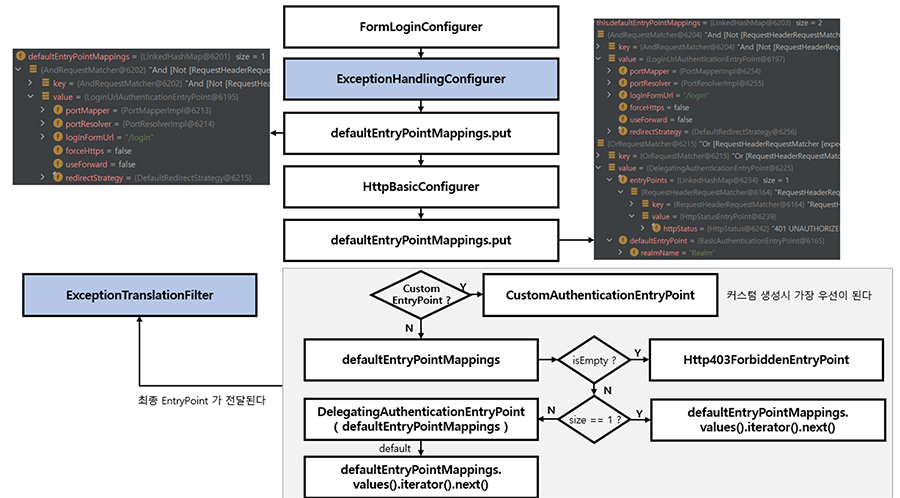 FormLoginConfigurer
ExceptionHandlingConfigurer
defaultEntryPointMappings.put
HttpBasicConfigurer
defaultEntryPointMappings.put
defaultEntryPointMappings = {LinkedHashMap@6201} size = 1
{AndRequestMatcher@6202} "And [Not [RequestHeaderRequ
key = {AndRequestMatcher@6202} "And [Not [RequestHeaderRe
value = {LoginUrlAuthenticationEntryPoint@6195}
portMapper = {PortMapperImpl@6213}
portResolver = {PortResolverImpl@6214}
loginFormUrl = "/login"
forceHttps = false
useForward = false
redirectStrategy = {DefaultRedirectStrategy@6215}
this.defaultEntryPointMappings = {LinkedHashMap@6203} size = 2
{AndRequestMatcher@6204} "And [Not [RequestHeaderRequestMatch
key = {AndRequestMatcher@6204} "And [Not [RequestHeaderRequ
value = {LoginUrlAuthenticationEntryPoint@6197}
portMapper = {PortMapperImpl@6254}
portResolver = {PortResolverImpl@6255}
loginFormUrl = "/login"
forceHttps = false
useForward = false
redirectStrategy = {DefaultRedirectStrategy@6256}
{OrRequestMatcher@6215} "Or [RequestHeaderRequestMatcher [expe
key = {OrRequestMatcher@6215} "Or [RequestHeaderRequestMatche
value = {DelegatingAuthenticationEntryPoint@6225}
entryPoints = {LinkedHashMap@6234} size = 1
{RequestHeaderRequestMatcher@6164} "RequestHeaderRequ
key = {RequestHeaderRequestMatcher@6164} "RequestH
value = {HttpStatusEntryPoint@6239}
httpStatus = {HttpStatus@6242} "401 UNAUTHORIZE
defaultEntryPoint = {BasicAuthenticationEntryPoint@6165}
realmName = "Realm"
ExceptionTranslationFilter
최종 EntryPoint 가 전달된다
Custom
EntryPoint ?
Y
CustomAuthenticationEntryPoint
커스텀 생성시 가장 우선이 된다
N
defaultEntryPointMappings
isEmpty ?
Y
Http403ForbiddenEntryPoint
N
DelegatingAuthenticationEntryPoint
( defaultEntryPointMappings )
N
size == 1 ?
Y
defaultEntryPointMappings.
values().iterator().next()
default
defaultEntryPointMappings.
values().iterator().next()